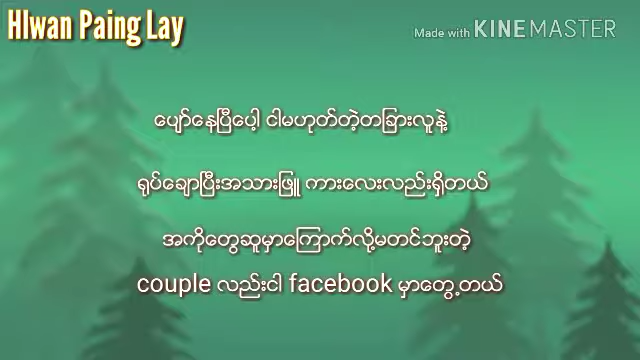 Hlwan Paing Lay
Made with KINEMASTER
ပျော်နေပြီပေါ့ ငါမဟုတ်တဲ့တခြားလူနဲ့
ရုပ်ချောပြီးအသားဖြူ ကားလေးလည်းရှိတယ်
အကိုတွေဆူမှာကြောက်လို့မတင်ဘူးတဲ့
couple လည်းငါ facebook မှာတွေ့တယ်